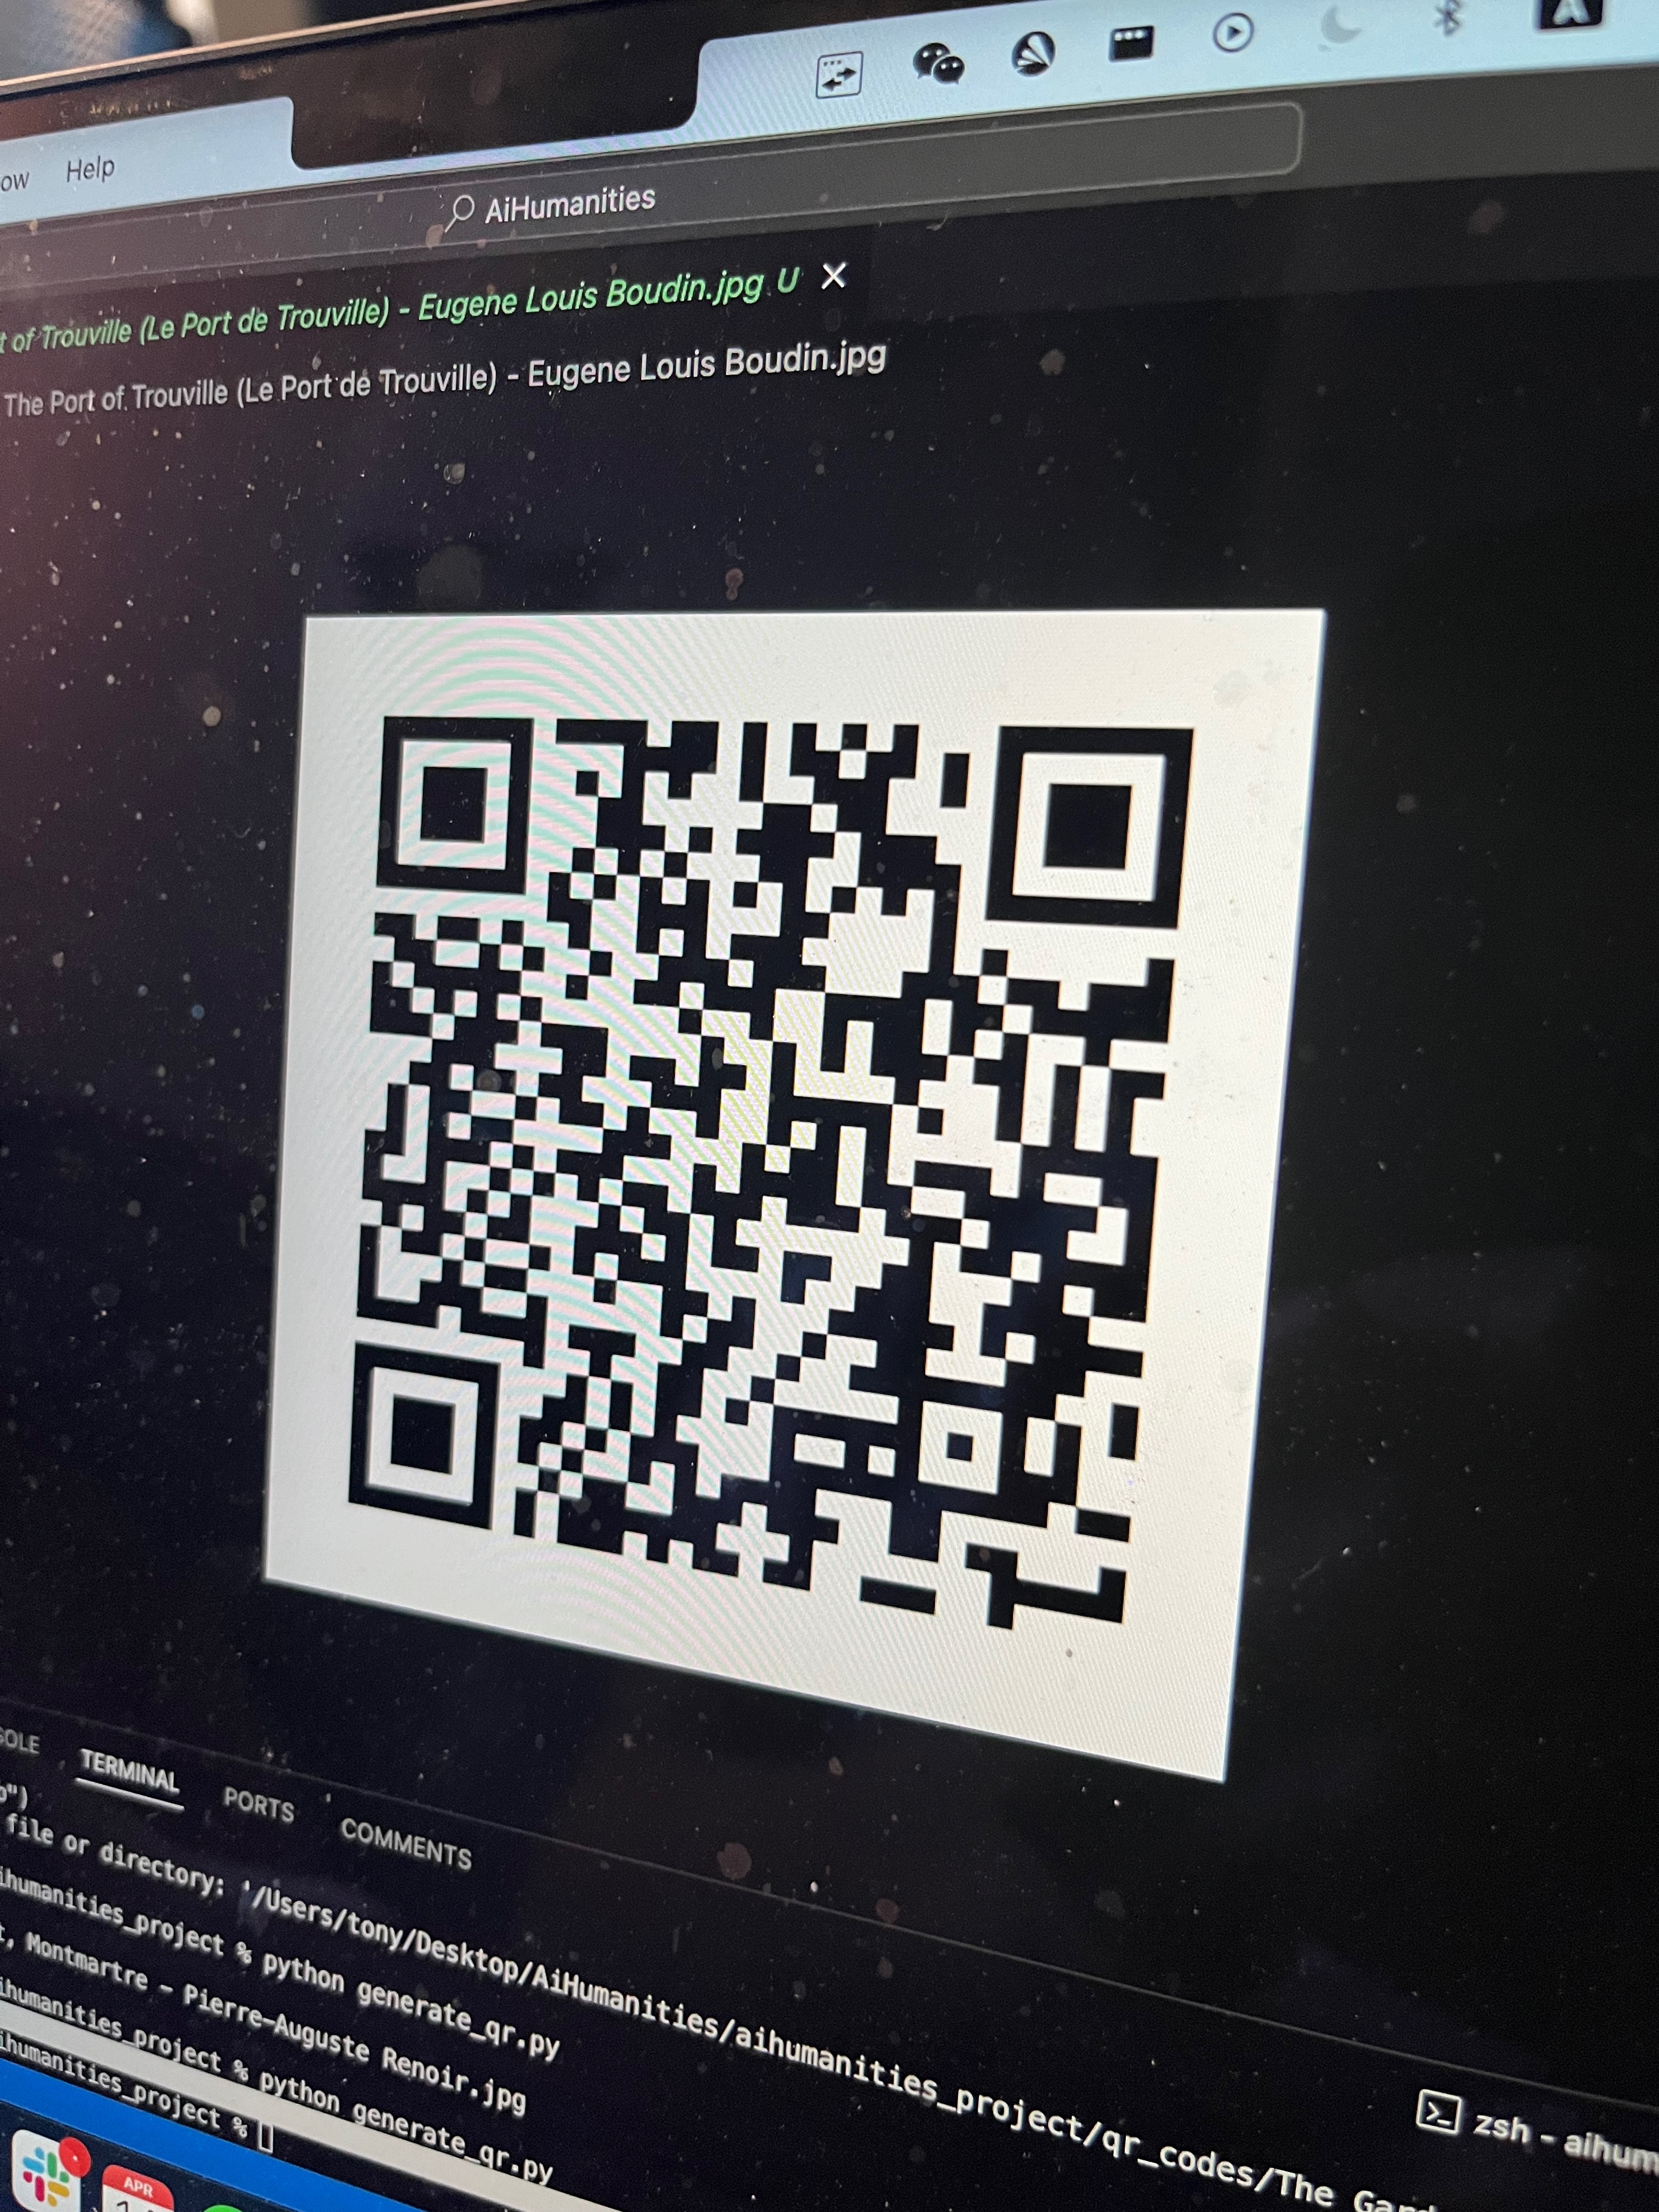 ow Help
AiHumanities
t of Trouville (Le Port de Trouville) - Eugene Louis Boudin.jpg U
The Port of Trouville (Le Port de Trouville) - Eugene Louis Boudin.jpg
SOLE TERMINAL PORTS COMMENTS
zsh - aihum
o")
file or directory: '/Users/tony/Desktop/AiHumanities/aihumanities_project/qr_codes/The Gard
ihumanities_project % python generate_qr.py
t, Montmartre - Pierre-Auguste Renoir.jpg
ihumanities_project % python generate_qr.py
ihumanities_project %
APR